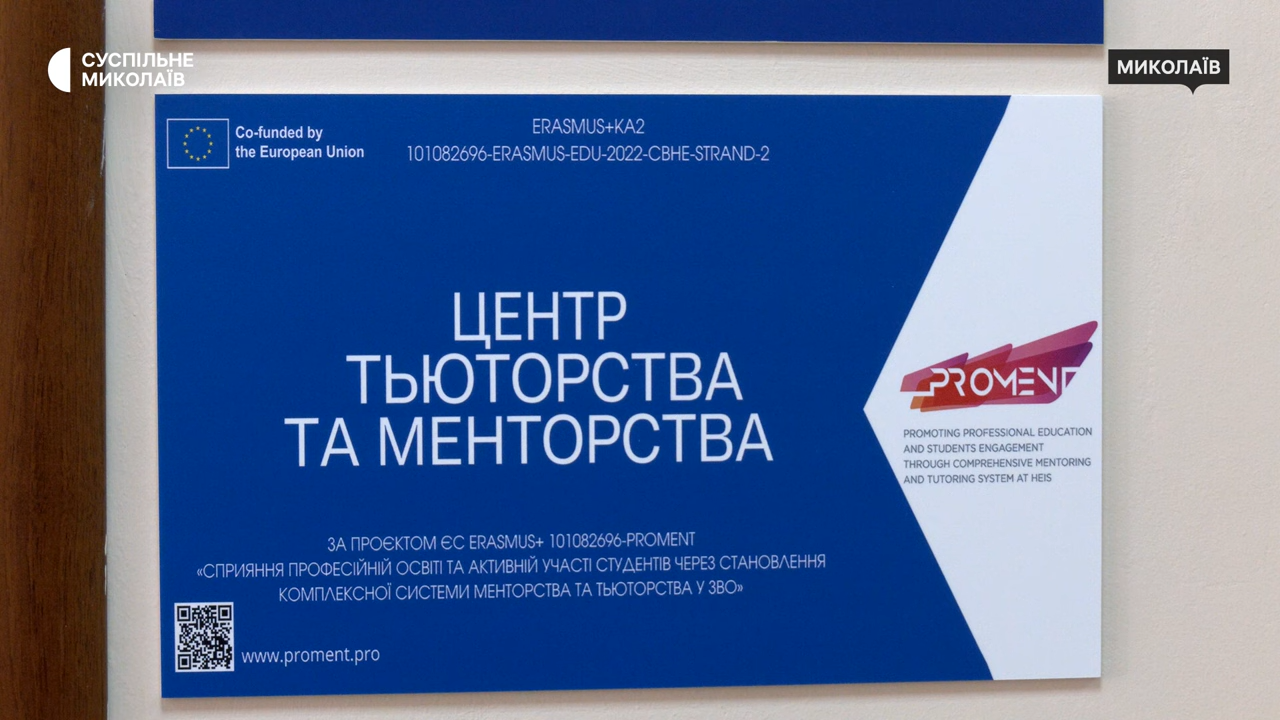 СУСПІЛЬНЕ
МИКОЛАЇВ
МИКОЛАЇВ
Co-funded by
the European Union
ERASMUS+KA2
101082696-ERASMUS-EDU-2022-CBHE-STRAND-2
ЦЕНТР
ТЬЮТОРСТВА
ТА МЕНТОРСТВА
PROMENT
PROMOTING PROFESSIONAL EDUCATION
AND STUDENTS ENGAGEMENT
THROUGH COMPREHENSIVE MENTORING
AND TUTORING SYSTEM AT HEIS
ЗА ПРОЄКТОМ ЄС ERASMUS+ 101082696-PROMENT
«СПРИЯННЯ ПРОФЕСІЙНІЙ ОСВІТІ ТА АКТИВНІЙ УЧАСТІ СТУДЕНТІВ ЧЕРЕЗ СТАНОВЛЕННЯ
КОМПЛЕКСНОЇ СИСТЕМИ МЕНТОРСТВА ТА ТЬЮТОРСТВА У ЗВО»
www.proment.pro